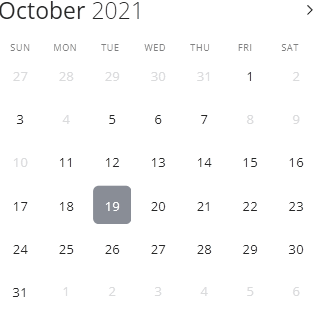 October 2021
SUN MON TUE WED THU FRI SAT
27 28 29 30 31 1 2
3 4 5 6 7 8 9
10 11 12 13 14 15 16
17 18 19 20 21 22 23
24 25 26 27 28 29 30
31 1 2 3 4 5 6